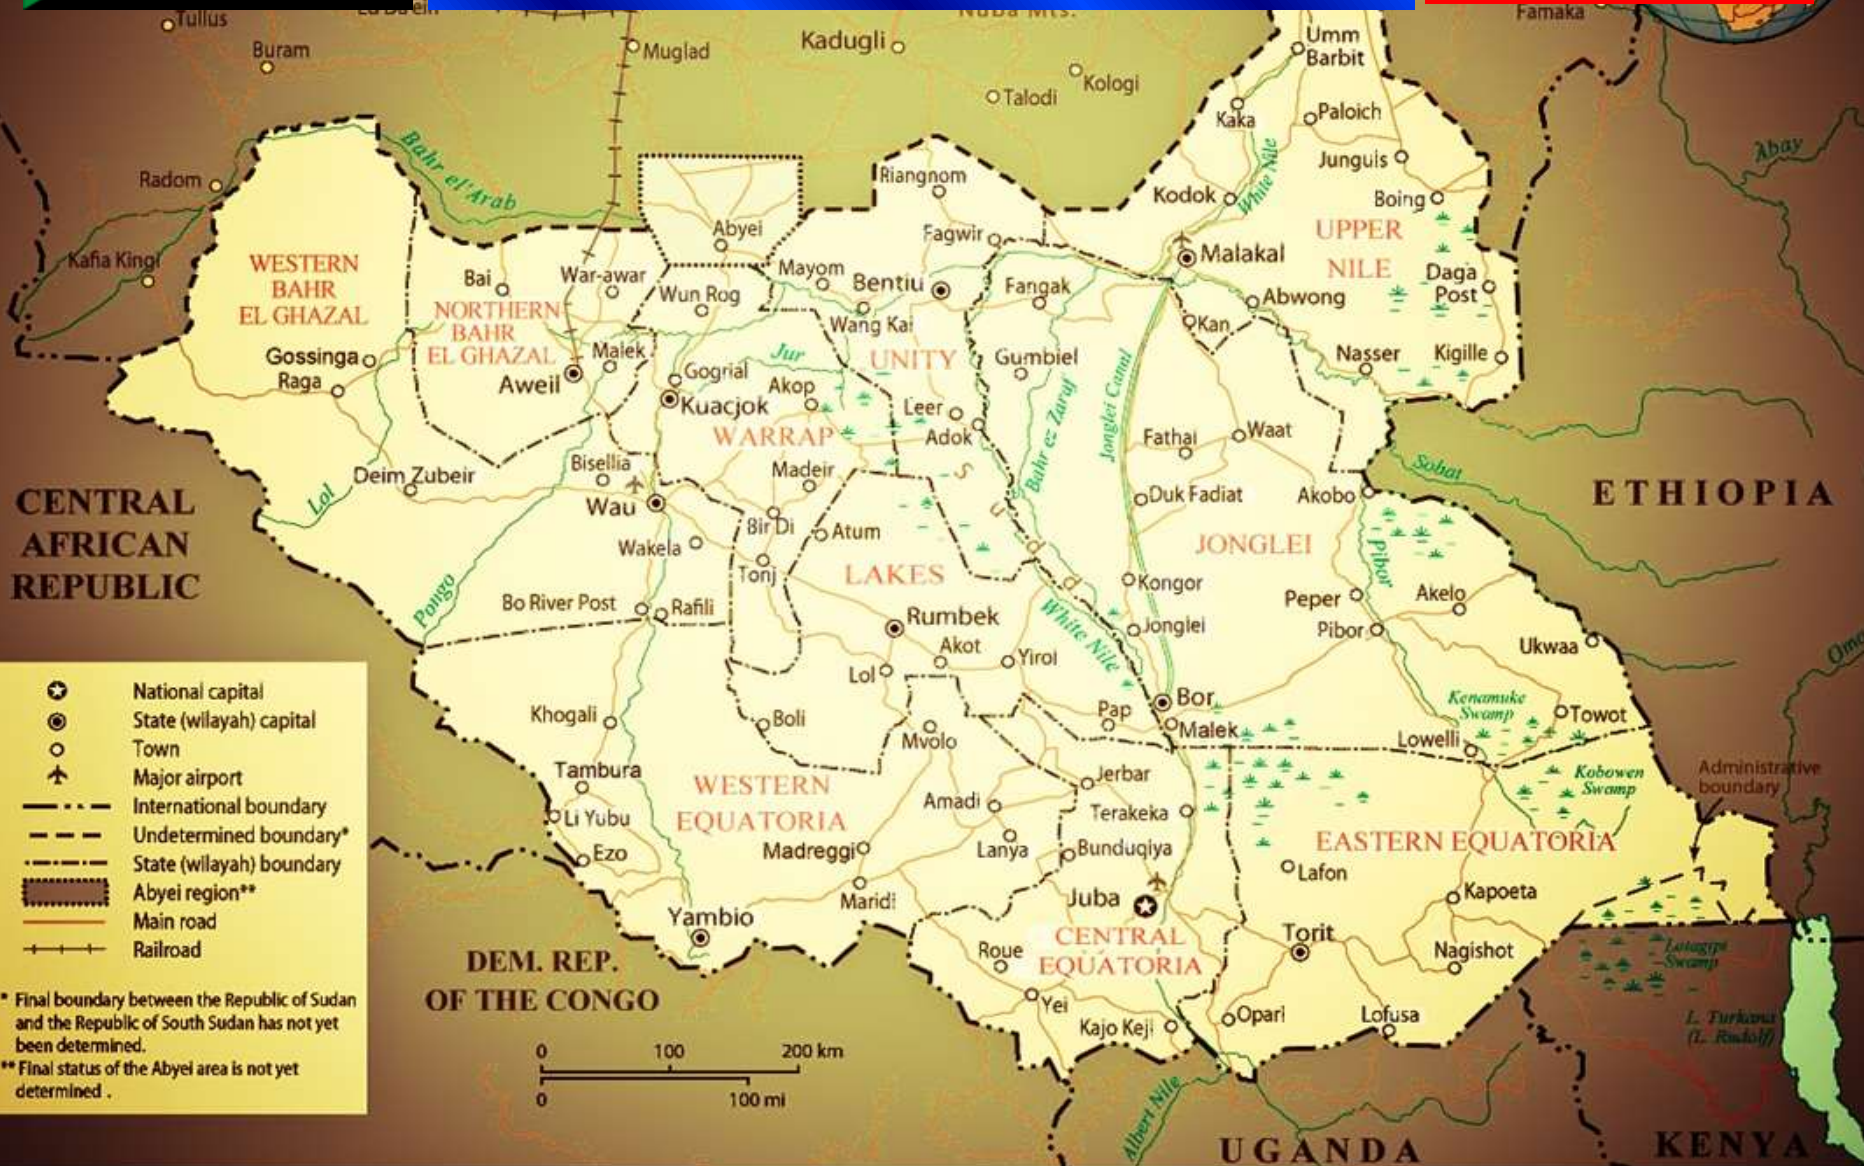 Tullus
Buram
Muglad
Kadugli
Nuba Mts.
Talodi
Kologi
Famaka
Umm
Barbit
Kaka
Paloich
Junguis
Boing
Kodok
White Nile
Abay
Radom
Bahr el'Arab
Kafia Kingi
Riangnom
Abyei
Fagwir
Malakal
UPPER
NILE
Daga
Post
WESTERN
BAHR
EL GHAZAL
Bai
War-awar
Wun Rog
Mayom
Bentiu
Fangak
Abwong
NORTHERN
BAHR
EL GHAZAL
Wang Kai
Kan
UNITY
Gossinga
Raga
Malek
Aweil
Jur
Gogrial
Akop
Kuacjok
Gumbiel
Nasser
Kigille
Leer
Adok
WARRAP
Bahr ez Zaraf
Jonglei Canal
Fathai
Waat
Deim Zubeir
Bisellia
Madeir
Sudd
Sobat
Lol
Wau
Duk Fadiat
Akobo
CENTRAL
AFRICAN
REPUBLIC
ETHIOPIA
Bir Di
Atum
Wakela
Tonj
JONGLEI
Pibor
LAKES
Kongor
Pongo
Bo River Post
Rafili
Rumbek
White Nile
Peper
Akelo
Jonglei
Pibor
Ukwaa
Omo
Akot
Lol
Yirol
Khogali
Boli
Mvolo
Pap
Bor
Malek
Kenamuke
Swamp
Towot
Lowelli
Tambura
WESTERN
EQUATORIA
Jerbar
Amadi
Terakeka
Kobowen
Swamp
Administrative
boundary
Li Yubu
Ezo
Madreggi
Lanya
Bunduqiya
EASTERN EQUATORIA
Lafon
Kapoeta
Maridi
Juba
Yambio
CENTRAL
EQUATORIA
Torit
Nagishot
Roue
Yei
Kajo Keji
Opari
Lofusa
Lotagipi
Swamp
L. Turkana
(L. Rudolf)
DEM. REP.
OF THE CONGO
Albert Nile
UGANDA
KENYA
National capital
State (wilayah) capital
Town
Major airport
International boundary
Undetermined boundary*
State (wilayah) boundary
Abyei region**
Main road
Railroad
* Final boundary between the Republic of Sudan
and the Republic of South Sudan has not yet
been determined.
** Final status of the Abyei area is not yet
determined .
0 100 200 km
0 100 mi